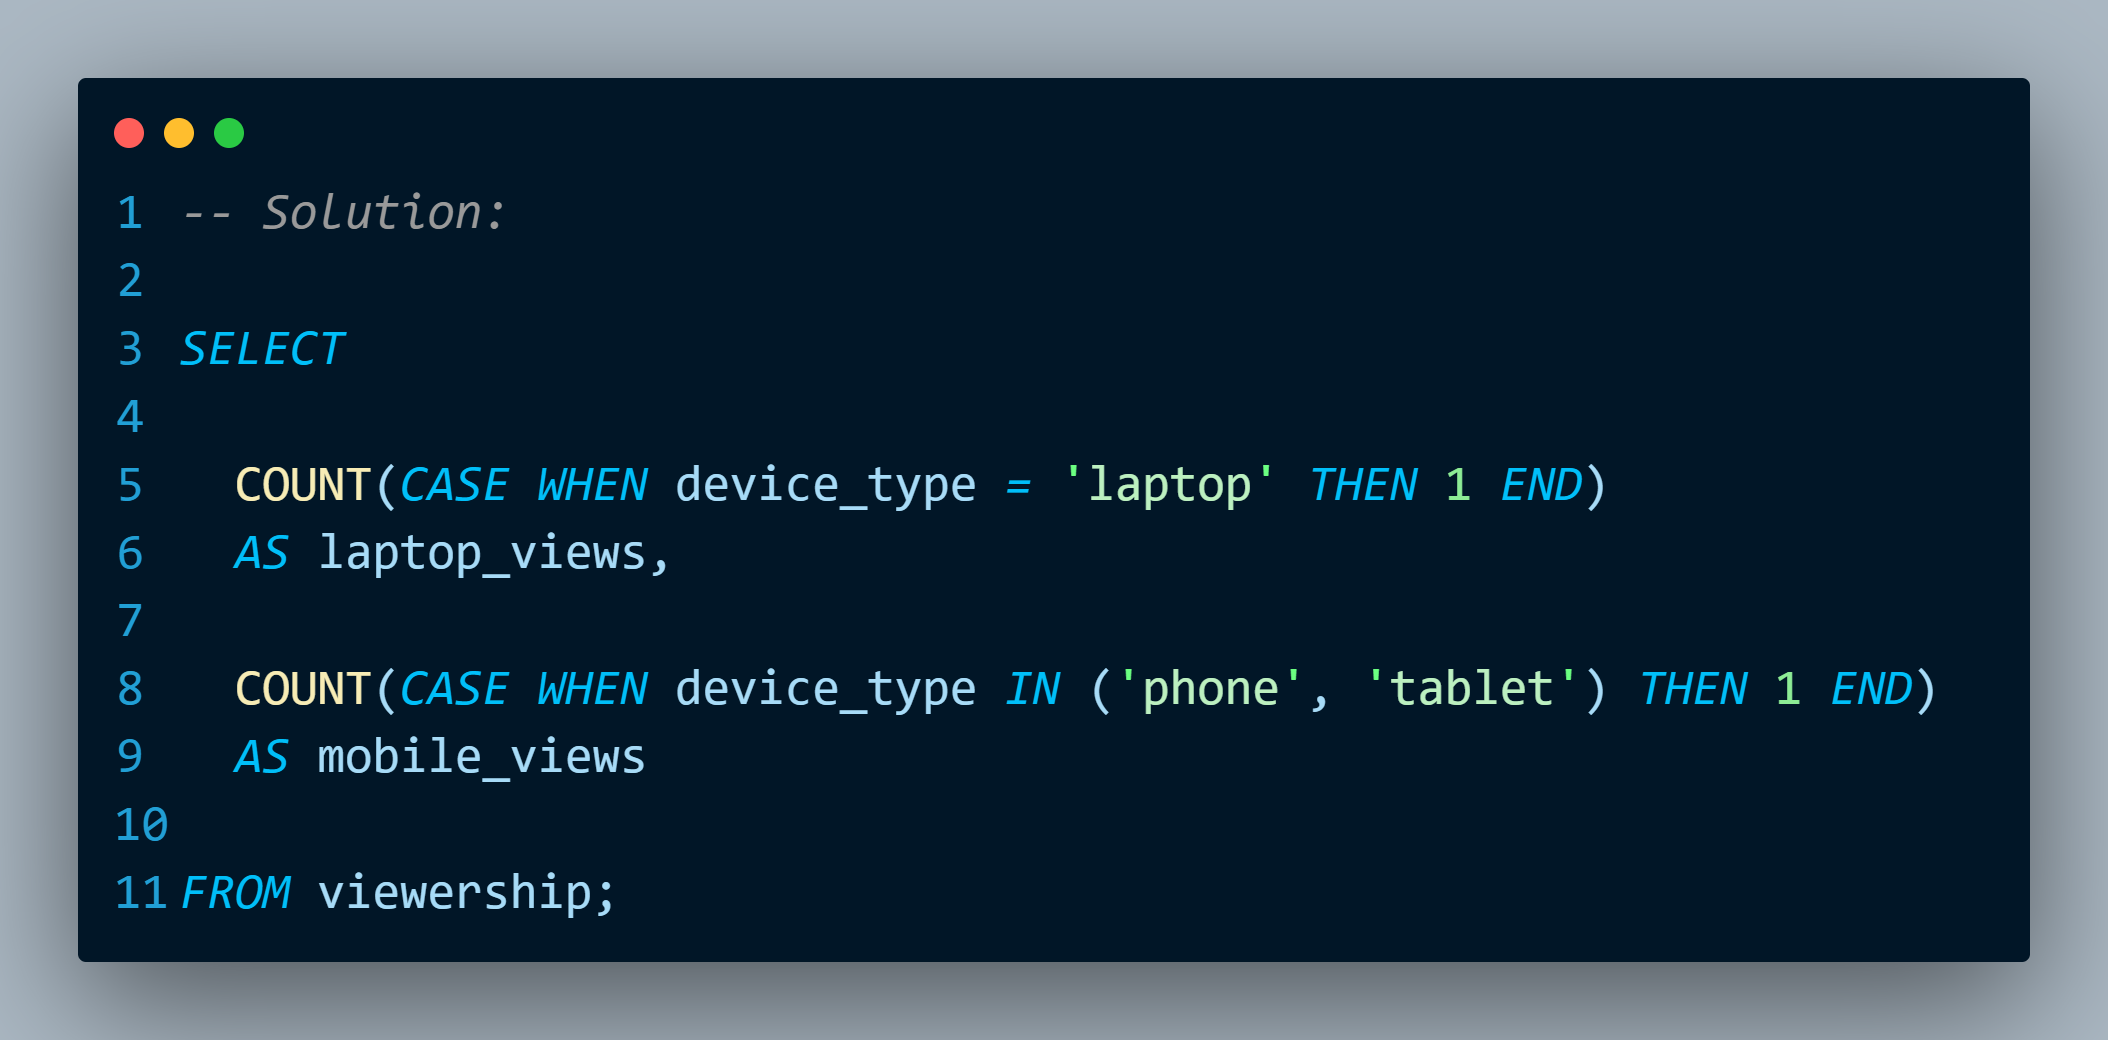 1 -- Solution:
2
3 SELECT
4
5   COUNT(CASE WHEN device_type = 'laptop' THEN 1 END)
6   AS laptop_views,
7
8   COUNT(CASE WHEN device_type IN ('phone', 'tablet') THEN 1 END)
9   AS mobile_views
10
11 FROM viewership;